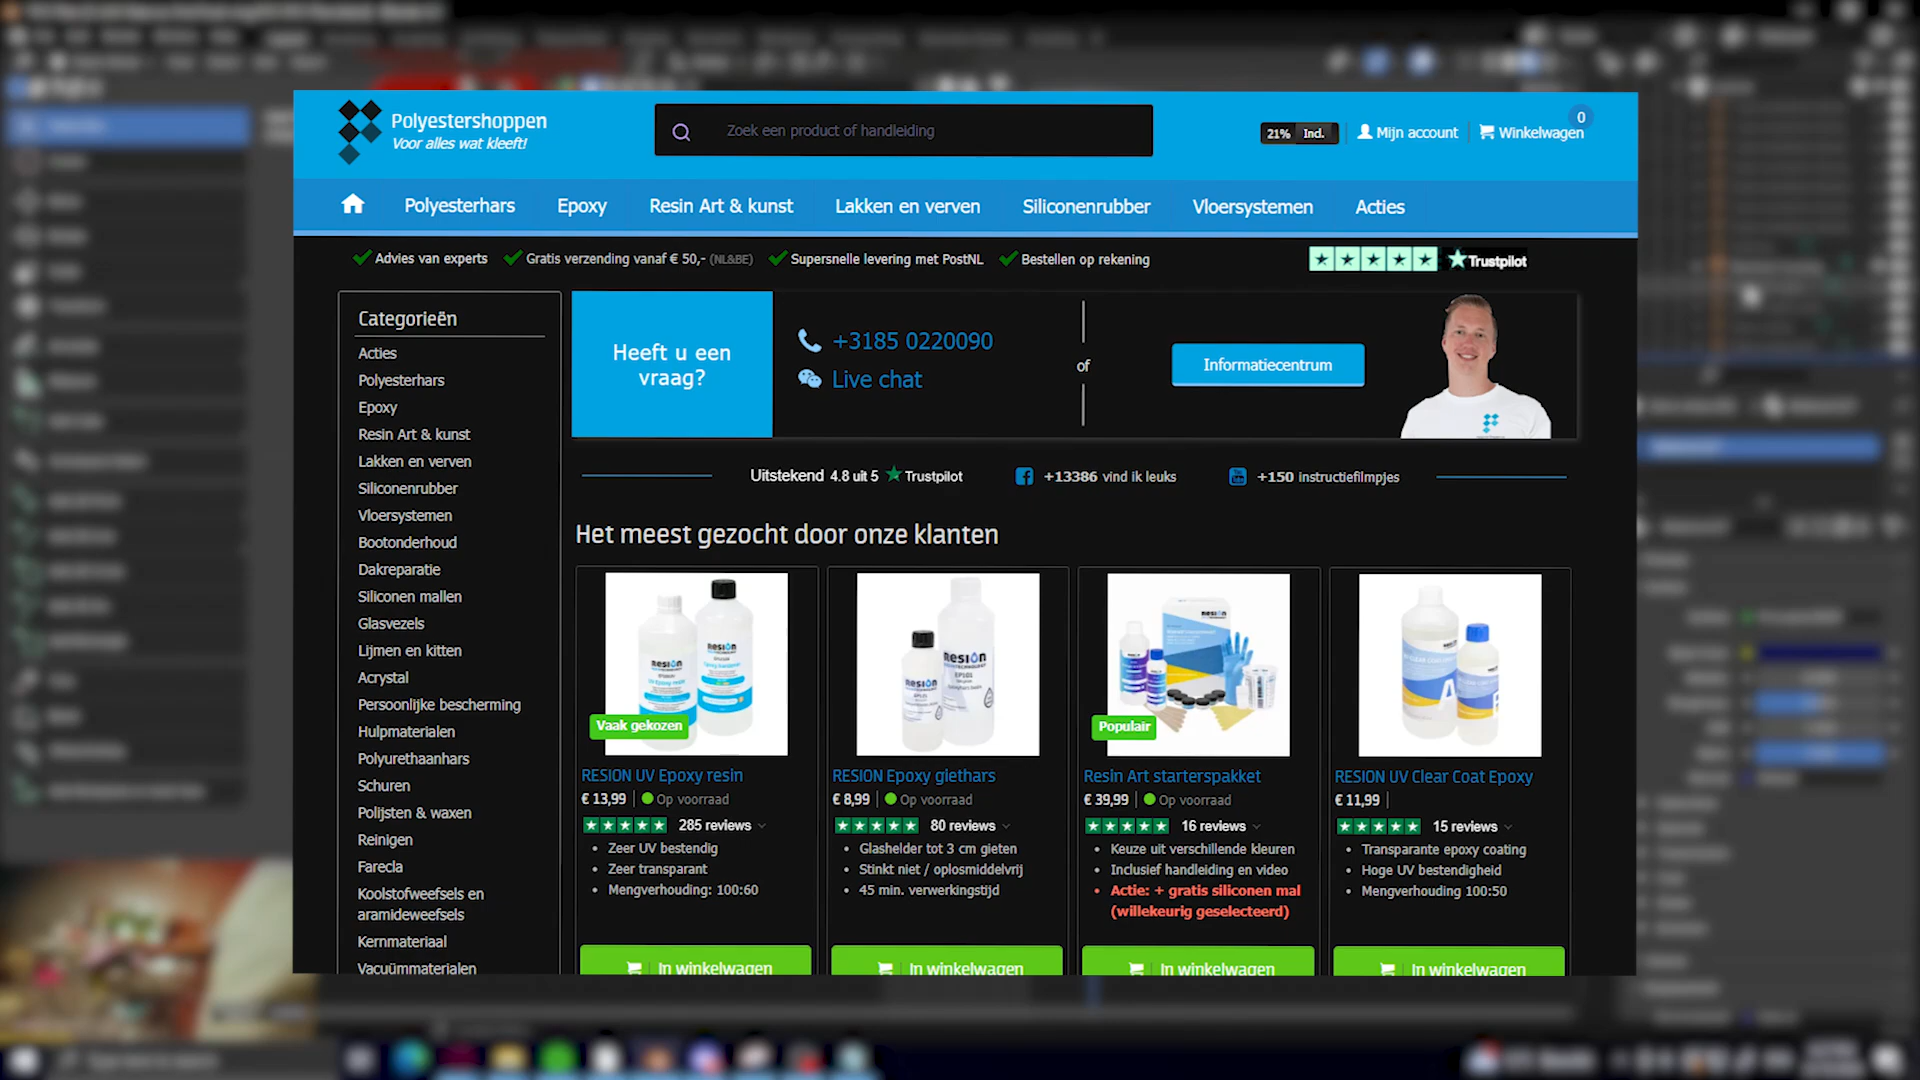 Polyestershoppen
Voor alles wat kleeft!
Zoek een product of handleiding
21% Incl.
Mijn account
Winkelwagen
0
Polyesterhars
Epoxy
Resin Art & kunst
Lakken en verven
Siliconenrubber
Vloersystemen
Acties
Advies van experts
Gratis verzending vanaf € 50,- (NL&BE)
Supersnelle levering met PostNL
Bestellen op rekening
Trustpilot
Categorieën
Acties
Polyesterhars
Epoxy
Resin Art & kunst
Lakken en verven
Siliconenrubber
Vloersystemen
Bootonderhoud
Dakreparatie
Siliconen mallen
Glasvezels
Lijmen en kitten
Acrystal
Persoonlijke bescherming
Hulpmaterialen
Polyurethaanhars
Schuren
Polijsten & waxen
Reinigen
Farecla
Koolstofweefsels en
aramideweefsels
Kernmateriaal
Vacuümmaterialen
Heeft u een
vraag?
+3185 0220090
Live chat
of
Informatiecentrum
Uitstekend 4.8 uit 5 Trustpilot
+13386 vind ik leuks
+150 instructiefilmpjes
Het meest gezocht door onze klanten
RESION
Vaak gekozen
RESION UV Epoxy resin
€ 13,99 Op voorraad
285 reviews
Zeer UV bestendig
Zeer transparant
Mengverhouding: 100:60
In winkelwagen
RESION
EP101
RESION Epoxy giethars
€ 8,99 Op voorraad
80 reviews
Glashelder tot 3 cm gieten
Stinkt niet / oplosmiddelvrij
45 min. verwerkingstijd
In winkelwagen
RESION
Populair
Resin Art starterspakket
€ 39,99 Op voorraad
16 reviews
Keuze uit verschillende kleuren
Inclusief handleiding en video
Actie: + gratis siliconen mal
(willekeurig geselecteerd)
In winkelwagen
RESION UV Clear Coat Epoxy
€ 11,99
15 reviews
Transparante epoxy coating
Hoge UV bestendigheid
Mengverhouding 100:50
In winkelwagen